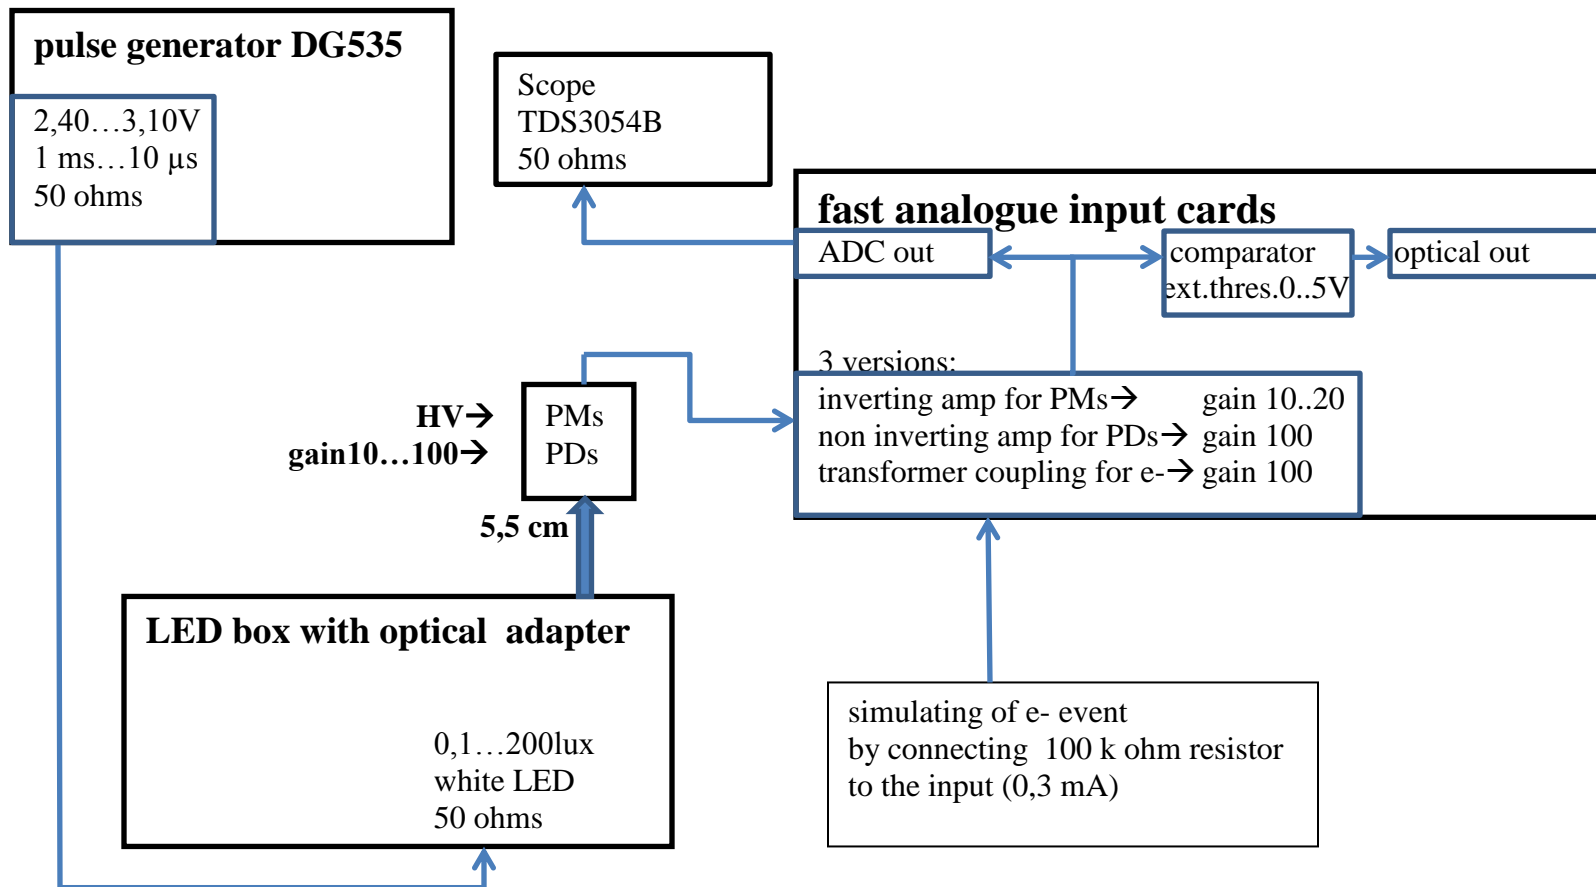 pulse generator DG535
2,40…3,10V
1 ms…10 µs
50 ohms
Scope
TDS3054B
50 ohms
fast analogue input cards
ADC out
comparator
ext.thres.0..5V
optical out
3 versions:
inverting amp for PMs→ gain 10..20
non inverting amp for PDs→ gain 100
transformer coupling for e-→ gain 100
HV→
gain10…100→
PMs
PDs
5,5 cm
LED box with optical adapter
0,1…200lux
white LED
50 ohms
simulating of e- event
by connecting 100 k ohm resistor
to the input (0,3 mA)